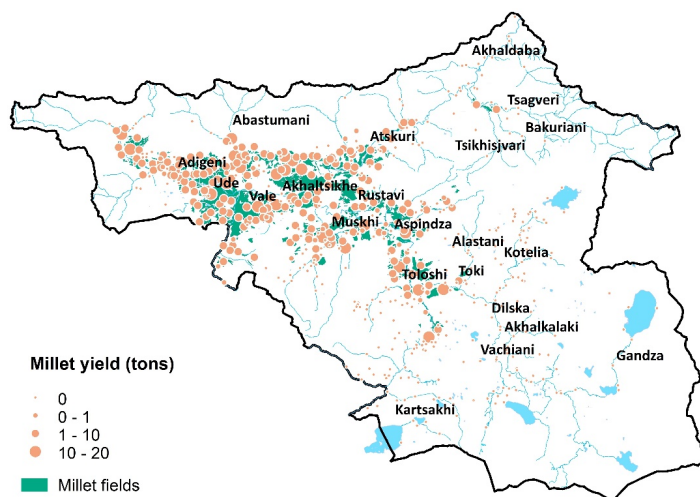 Akhaldaba
Tsagveri
Abastumani
Bakuriani
Atskuri
Tsikhisjvari
Adigeni
Ude
Akhaltsikhe
Vale
Rustavi
Muskhi
Aspindza
Alastani
Kotelia
Toloshi
Toki
Dilska
Akhalkalaki
Vachiani
Gandza
Kartsakhi
Millet yield (tons)
0
0 - 1
1 - 10
10 - 20
Millet fields